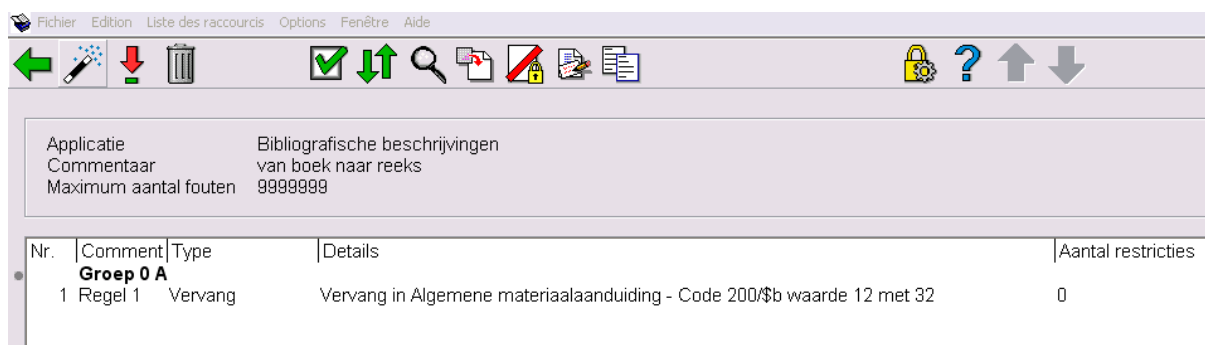 Fichier Edition Liste des raccourcis Options Fenêtre Aide
Applicatie Bibliografische beschrijvingen
Commentaar van boek naar reeks
Maximum aantal fouten 9999999
Nr. Comment Type Details Aantal restricties
Groep 0 A
1 Regel 1 Vervang Vervang in Algemene materiaalaanduiding - Code 200/$b waarde 12 met 32 0